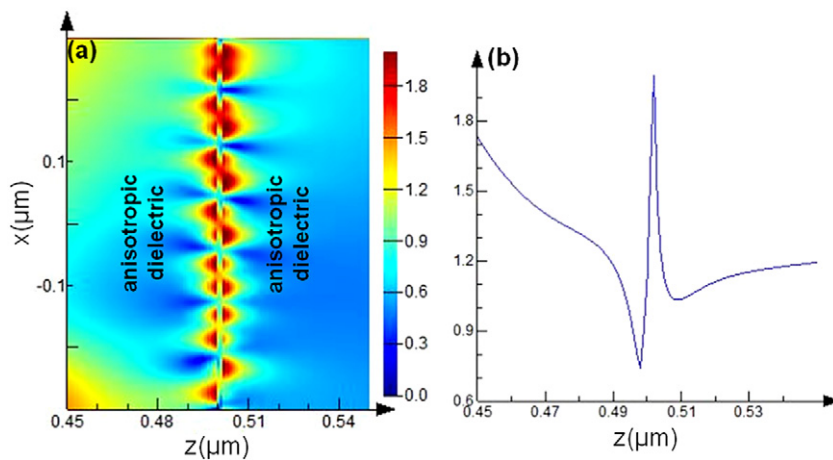 (a)
x(μm)
0.1
-0.1
anisotropic
dielectric
anisotropic
dielectric
0.45
0.48
0.51
0.54
z(μm)
1.8
1.5
1.2
0.9
0.6
0.3
0.0
(b)
1.8
1.5
1.2
0.9
0.6
0.45
0.47
0.49
0.51
0.53
z(μm)